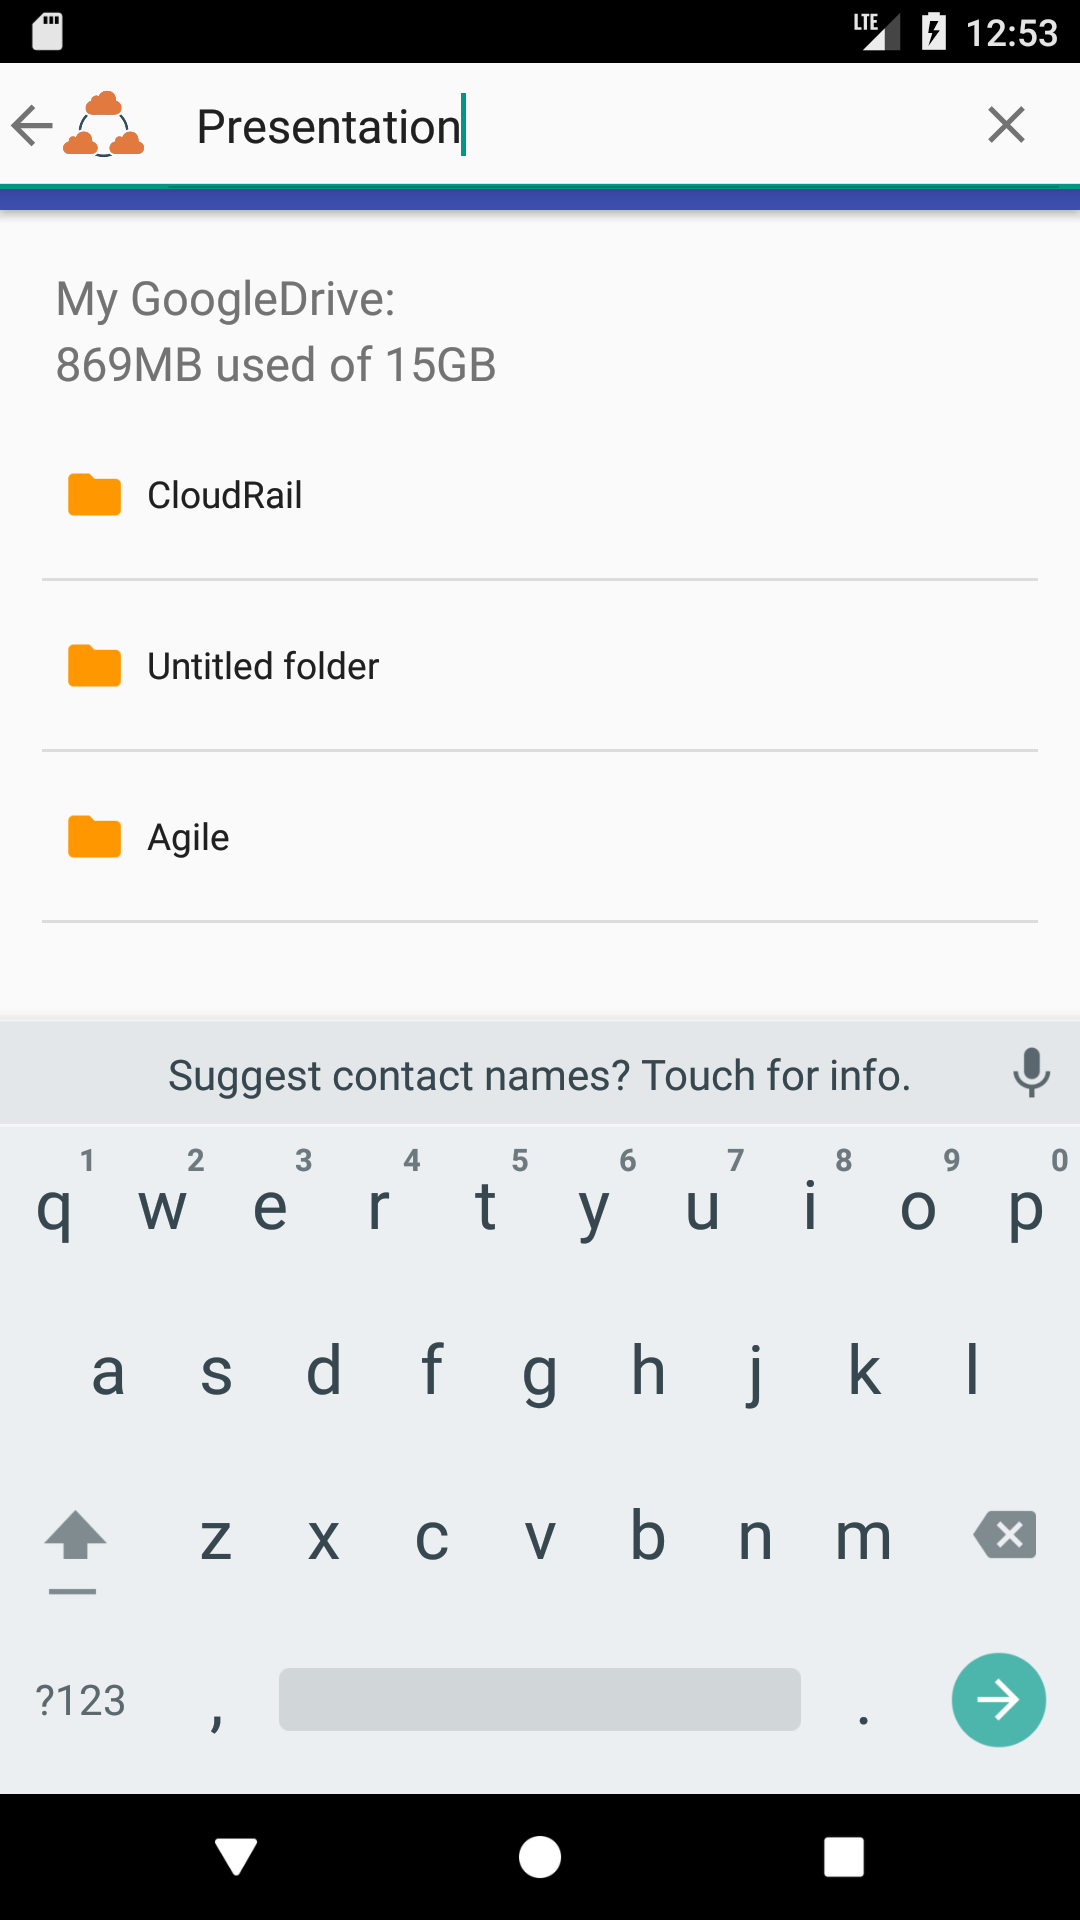 LTE 12:53
Presentation
My GoogleDrive:
869MB used of 15GB
CloudRail
Untitled folder
Agile
Suggest contact names? Touch for info.
1 2 3 4 5 6 7 8 9 0
q w e r t y u i o p
a s d f g h j k l
z x c v b n m
?123 , .